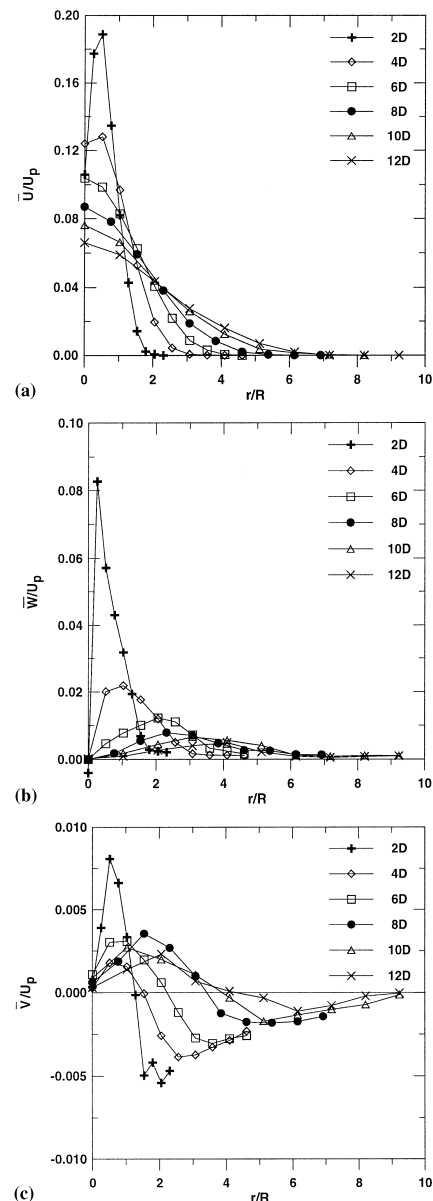 0.20
2D
4D
0.16
6D
8D
10D
0.12
12D
U̅/Up
0.08
0.04
0.00
0 2 4 6 8 10
(a)
r/R
0.10
2D
4D
0.08
6D
8D
10D
0.06
12D
W̅/Up
0.04
0.02
0.00
0 2 4 6 8 10
(b)
r/R
0.010
2D
4D
6D
8D
0.005
10D
12D
V̅/Up
0.000
-0.005
-0.010
0 2 4 6 8 10
(c)
r/R